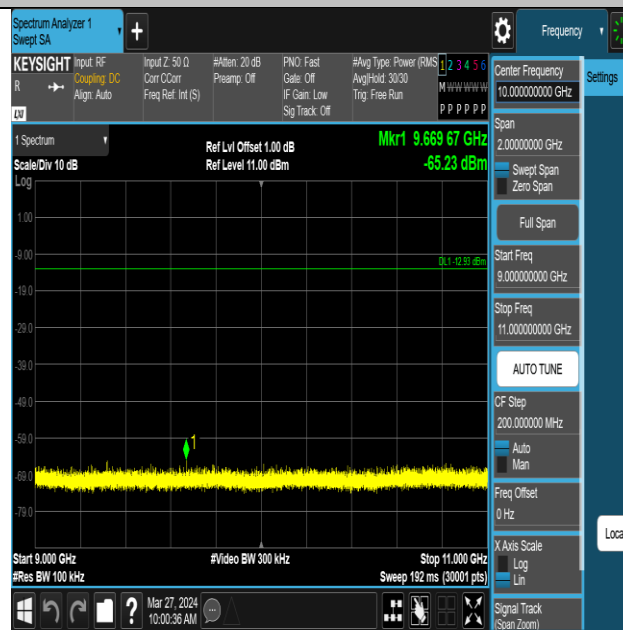 Spectrum Analyzer 1
Swept SA
Frequency
KEYSIGHT
R
LXI
Input: RF
Coupling: DC
Align: Auto
Input Z: 50 Ω
Corr CCorr
Freq Ref: Int (S)
#Atten: 20 dB
Preamp: Off
PNO: Fast
Gate: Off
IF Gain: Low
Sig Track: Off
#Avg Type: Power (RMS
Avg|Hold: 30/30
Trig: Free Run
1 2 3 4 5 6
M W W W W W
P P P P P P
1 Spectrum
Scale/Div 10 dB
Log
Ref Lvl Offset 1.00 dB
Ref Level 11.00 dBm
Mkr1 9.669 67 GHz
-65.23 dBm
1.00
-9.00
DL1 -12.93 dBm
-19.0
-29.0
-39.0
-49.0
-59.0
1
-69.0
-79.0
Start 9.000 GHz
#Res BW 100 kHz
#Video BW 300 kHz
Stop 11.000 GHz
Sweep 192 ms (30001 pts)
Mar 27, 2024
10:00:36 AM
?
Center Frequency
10.000000000 GHz
Span
2.00000000 GHz
Swept Span
Zero Span
Full Span
Start Freq
9.000000000 GHz
Stop Freq
11.000000000 GHz
AUTO TUNE
CF Step
200.000000 MHz
Auto
Man
Freq Offset
0 Hz
X Axis Scale
Log
Lin
Signal Track
(Span Zoom)
Settings
Loca